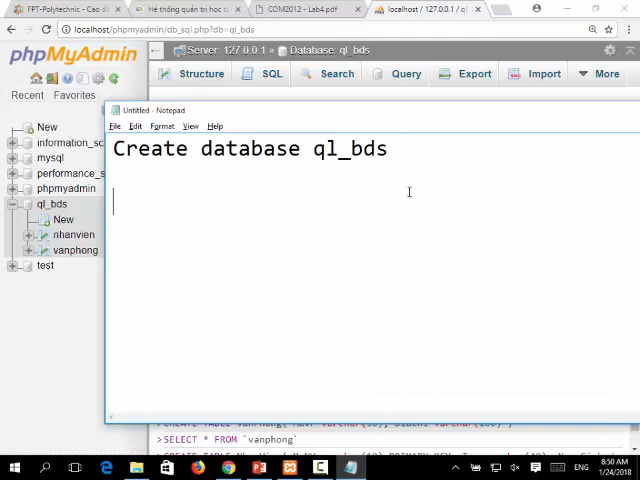 FPT-Polytechnic - Cao đ
Hệ thống quản trị học t
COM2012 - Lab4.pdf
localhost / 127.0.0.1 / q
localhost/phpmyadmin/db_sql.php?db=ql_bds
phpMyAdmin
Recent Favorites
New
information_sc
mysql
performance_s
phpmyadmin
ql_bds
New
nhanvien
vanphong
test
Server: 127.0.0.1 » Database: ql_bds
Structure SQL Search Query Export Import More
Untitled - Notepad
File Edit Format View Help
Create database ql_bds
>SELECT * FROM `vanphong`
8:50 AM
ENG
1/24/2018